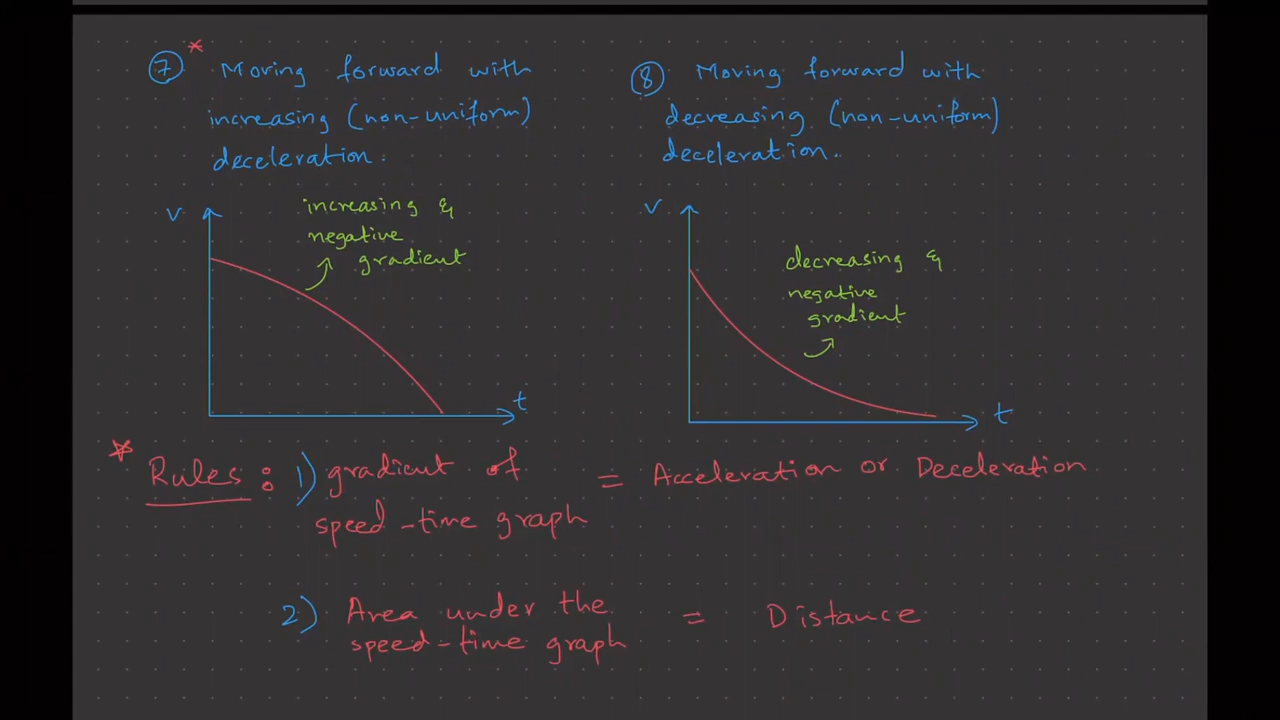 7 * Moving forward with
increasing (non-uniform)
deceleration.
v
increasing &
negative
gradient
t
8 Moving forward with
decreasing (non-uniform)
deceleration.
v
decreasing &
negative
gradient
t
* Rules : 1) gradient of = Acceleration or Deceleration
speed-time graph
2) Area under the = Distance
speed-time graph